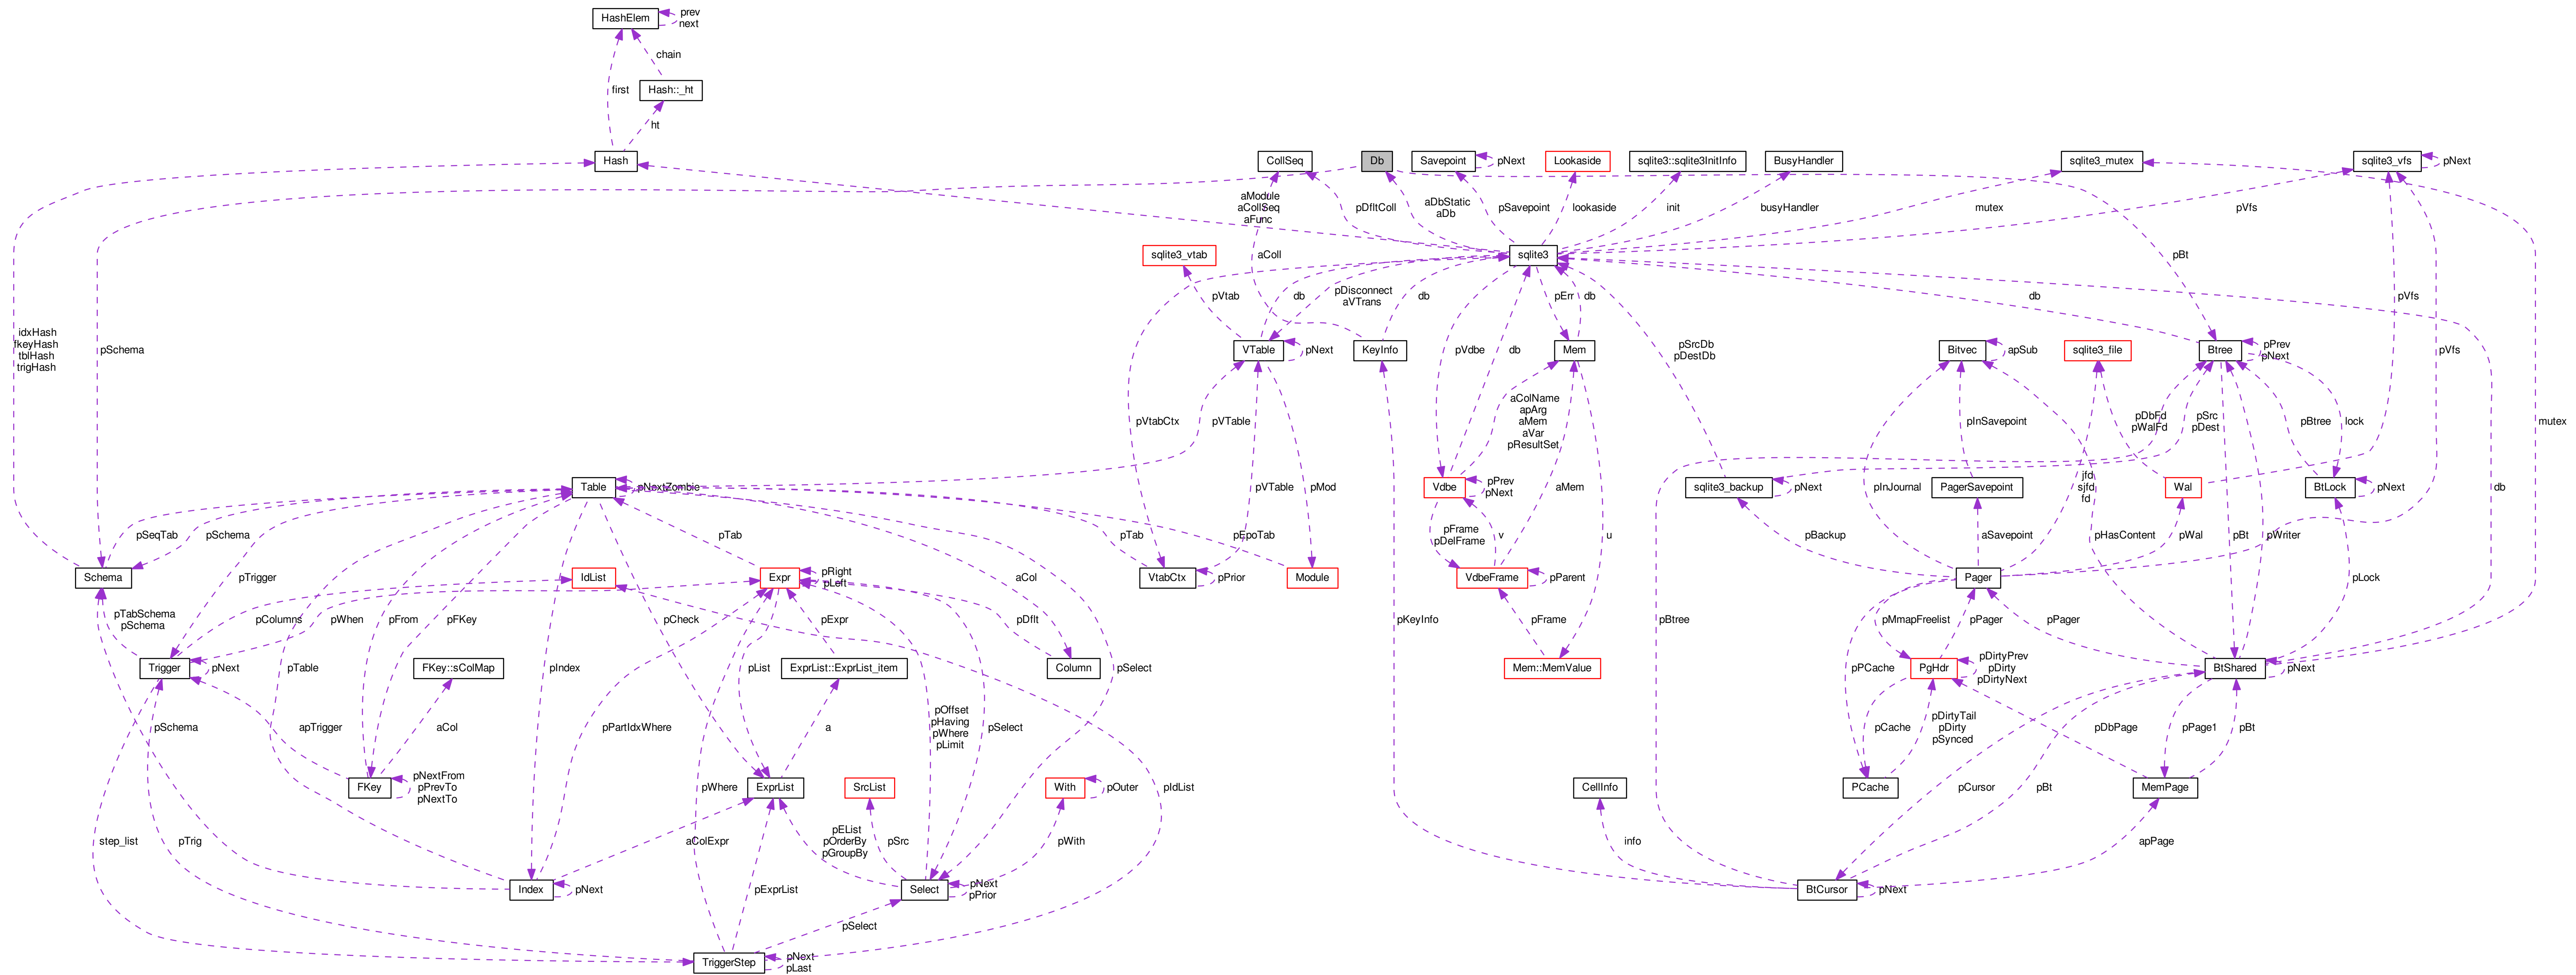 HashElem
prev
next
chain
Hash::_ht
first
ht
Hash
CollSeq
Db
Savepoint
pNext
Lookaside
sqlite3::sqlite3InitInfo
BusyHandler
sqlite3_mutex
sqlite3_vfs
pNext
aModule
aCollSeq
aFunc
pDfltColl
aDbStatic
aDb
pSavepoint
lookaside
init
busyHandler
mutex
pVfs
sqlite3_vtab
aColl
sqlite3
pBt
pVtab
db
pDisconnect
aVTrans
db
pErr
db
pVfs
db
idxHash
fkeyHash
tblHash
trigHash
pSchema
VTable
pNext
KeyInfo
pVdbe
db
Mem
pSrcDb
pDestDb
Bitvec
apSub
sqlite3_file
pVfs
Btree
pPrev
pNext
pVtabCtx
pVTable
aColName
apArg
aMem
aVar
pResultSet
pInSavepoint
pDbFd
pWalFd
pSrc
pDest
pBtree
lock
mutex
Table
pNextZombie
pVTable
pMod
Vdbe
pPrev
pNext
aMem
sqlite3_backup
pNext
pInJournal
PagerSavepoint
jfd
sjfd
fd
Wal
BtLock
pNext
db
pSeqTab
pSchema
pTab
pTab
pEpoTab
pFrame
pDelFrame
v
u
pBackup
aSavepoint
pHasContent
pWal
pBt
pWriter
Schema
pTrigger
IdList
Expr
pRight
pLeft
aCol
VtabCtx
pPrior
Module
VdbeFrame
pParent
Pager
pLock
pTabSchema
pSchema
pColumns
pWhen
pFrom
pFKey
pCheck
pExpr
pDflt
pKeyInfo
pFrame
pBtree
pMmapFreelist
pPager
pPager
Trigger
pNext
pTable
FKey::sColMap
pIndex
pList
ExprList::ExprList_item
Column
pSelect
Mem::MemValue
pPCache
PgHdr
pDirtyPrev
pDirty
pDirtyNext
BtShared
pNext
pSchema
apTrigger
aCol
pPartIdxWhere
a
pOffset
pHaving
pWhere
pLimit
pSelect
pCache
pDirtyTail
pDirty
pSynced
pDbPage
pPage1
pBt
FKey
pNextFrom
pPrevTo
pNextTo
pWhere
ExprList
SrcList
With
pOuter
pIdList
CellInfo
PCache
pCursor
pBt
MemPage
step_list
pTrig
aColExpr
pEList
pOrderBy
pGroupBy
pSrc
pWith
info
apPage
Index
pNext
pExprList
Select
pNext
pPrior
BtCursor
pNext
pSelect
TriggerStep
pNext
pLast